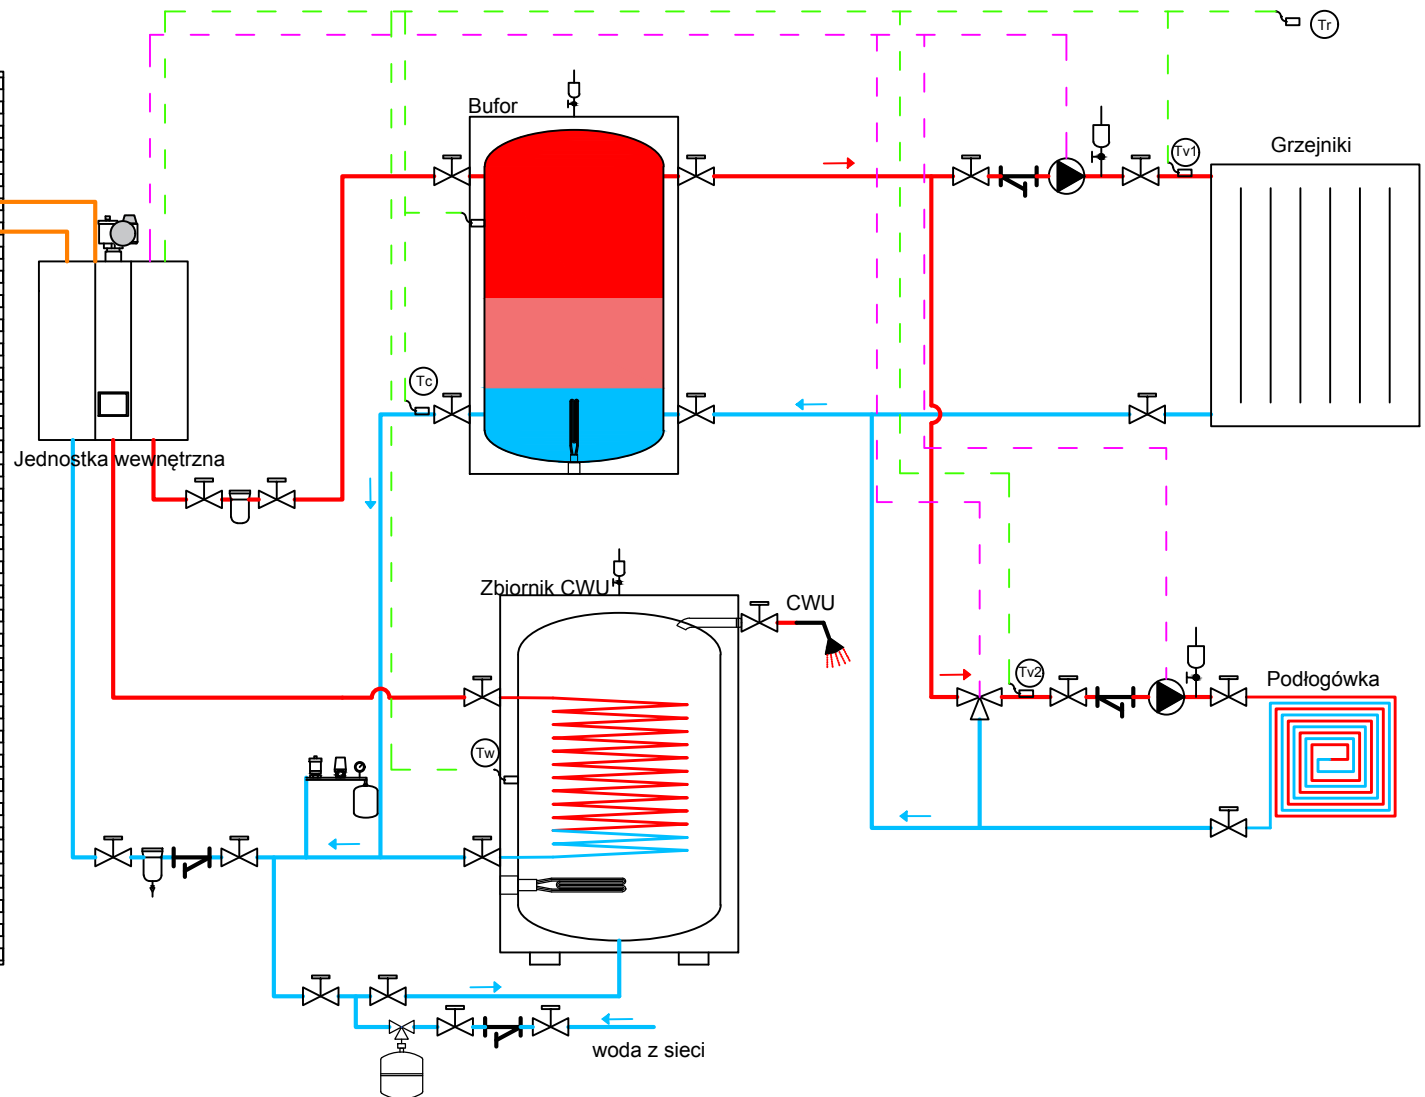 Tr
Bufor
Tv1
Grzejniki
Tc
Jednostka wewnętrzna
Zbiornik CWU
CWU
Tv2
Podłogówka
Tw
woda z sieci